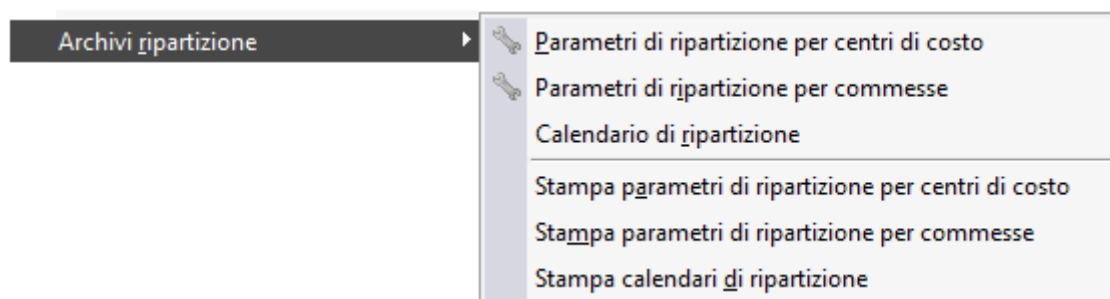 Archivi ripartizione
Parametri di ripartizione per centri di costo
Parametri di ripartizione per commesse
Calendario di ripartizione
Stampa parametri di ripartizione per centri di costo
Stampa parametri di ripartizione per commesse
Stampa calendari di ripartizione